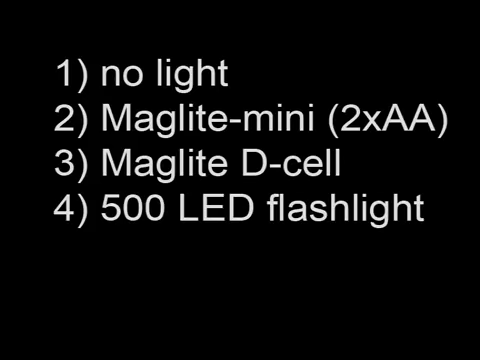 1) no light
2) Maglite-mini (2xAA)
3) Maglite D-cell
4) 500 LED flashlight